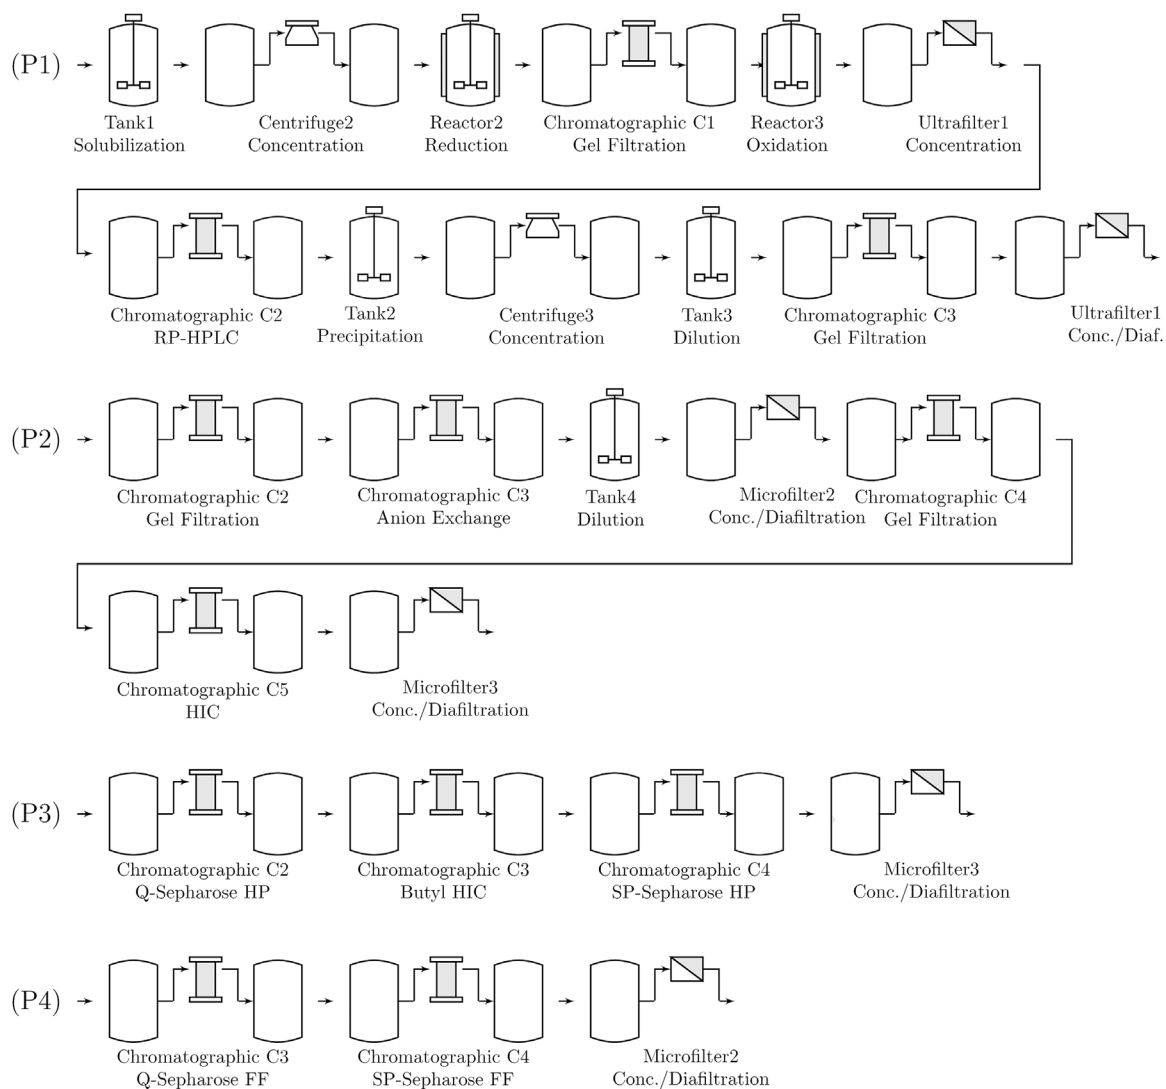 (P1)
Tank1 Centrifuge2 Reactor2 Chromatographic C1 Reactor3 Ultrafilter1
Solubilization Concentration Reduction Gel Filtration Oxidation Concentration
Chromatographic C2 Tank2 Centrifuge3 Tank3 Chromatographic C3 Ultrafilter1
RP-HPLC Precipitation Concentration Dilution Gel Filtration Conc./Diaf.
(P2)
Chromatographic C2 Chromatographic C3 Tank4 Microfilter2 Chromatographic C4
Gel Filtration Anion Exchange Dilution Conc./Diafiltration Gel Filtration
Chromatographic C5 Microfilter3
HIC Conc./Diafiltration
(P3)
Chromatographic C2 Chromatographic C3 Chromatographic C4 Microfilter3
Q-Sepharose HP Butyl HIC SP-Sepharose HP Conc./Diafiltration
(P4)
Chromatographic C3 Chromatographic C4 Microfilter2
Q-Sepharose FF SP-Sepharose FF Conc./Diafiltration